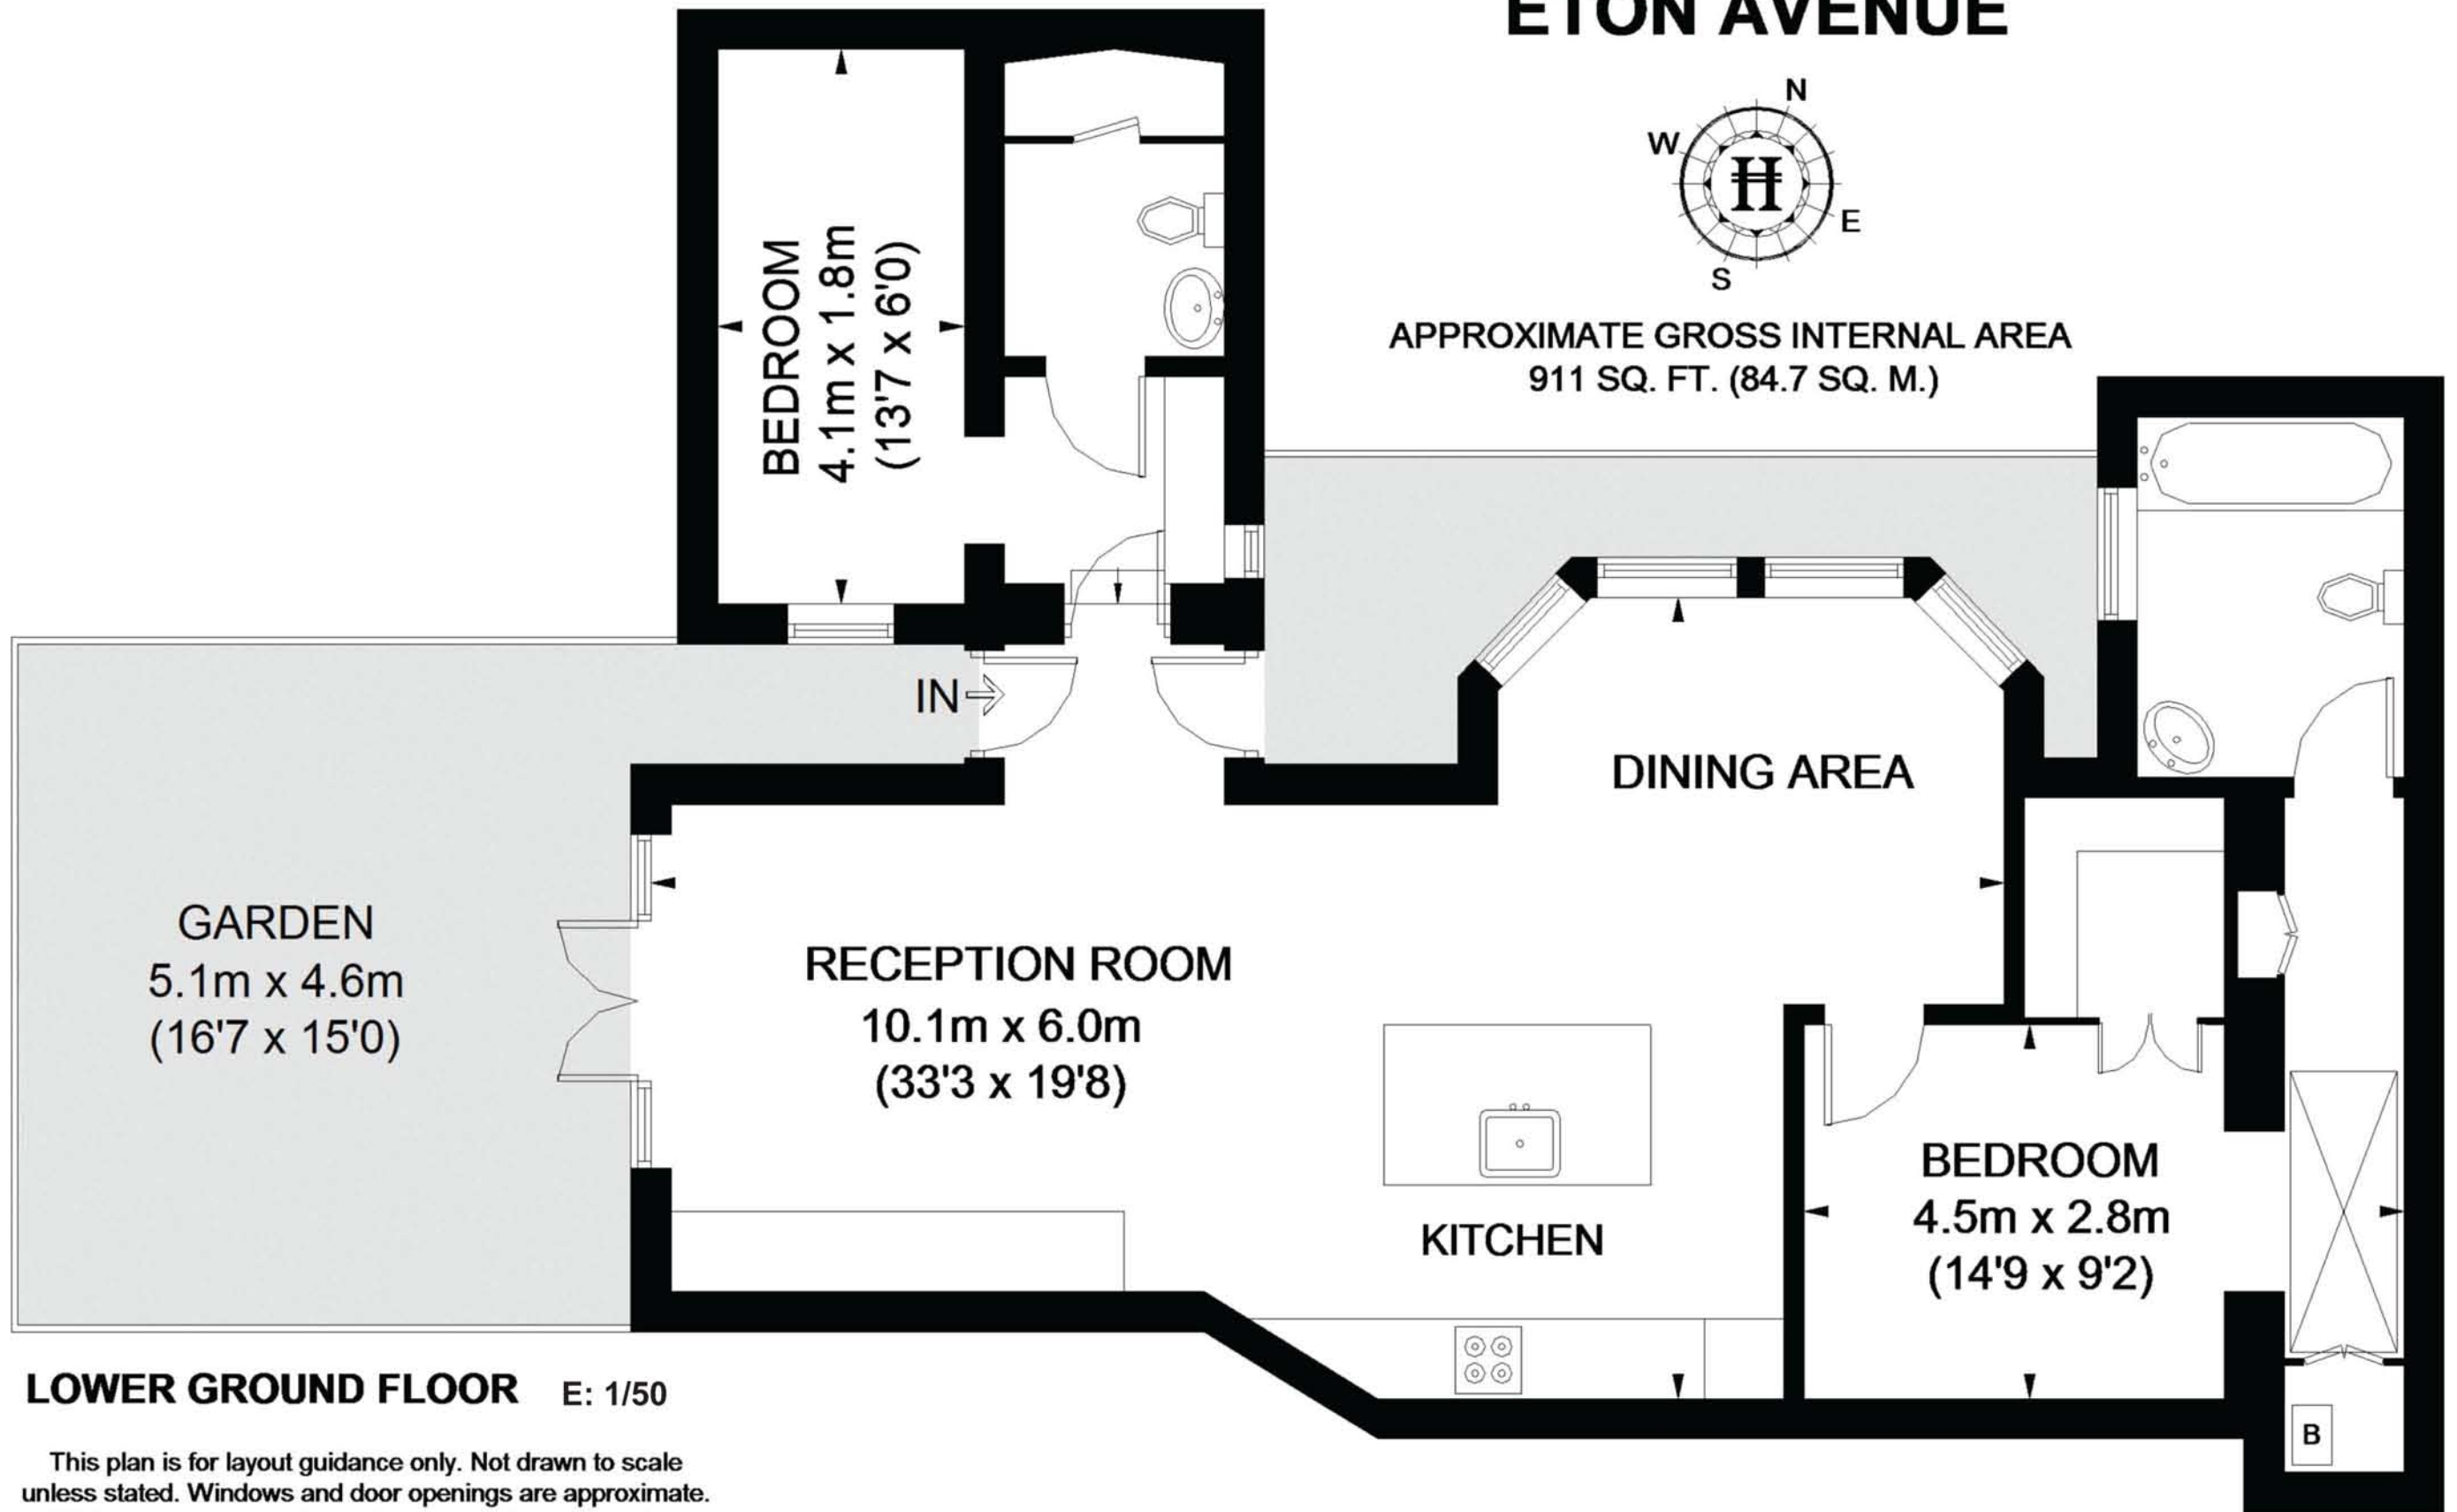 ETON AVENUE
N
W
H
E
S
APPROXIMATE GROSS INTERNAL AREA
911 SQ. FT. (84.7 SQ. M.)
BEDROOM
4.1m x 1.8m
(13'7 x 6'0)
IN
DINING AREA
GARDEN
5.1m x 4.6m
(16'7 x 15'0)
RECEPTION ROOM
10.1m x 6.0m
(33'3 x 19'8)
KITCHEN
BEDROOM
4.5m x 2.8m
(14'9 x 9'2)
B
LOWER GROUND FLOOR E: 1/50
This plan is for layout guidance only. Not drawn to scale
unless stated. Windows and door openings are approximate.